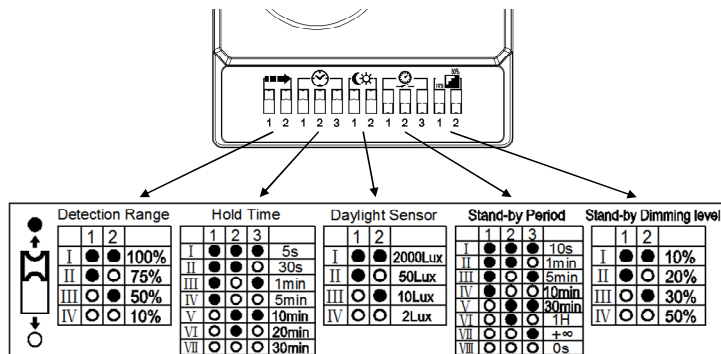 10% 50%
1 2 1 2 3 1 2 1 2 3 1 2
Detection Range
1 2
I 100%
II 75%
III 50%
IV 10%
Hold Time
1 2 3
I 5s
II 30s
III 1min
IV 5min
V 10min
VI 20min
VII 30min
Daylight Sensor
1 2
I 2000Lux
II 50Lux
III 10Lux
IV 2Lux
Stand-by Period
1 2 3
I 10s
II 1min
III 5min
IV 10min
V 30min
VI 1H
VII +∞
VIII 0s
Stand-by Dimming level
1 2
I 10%
II 20%
III 30%
IV 50%